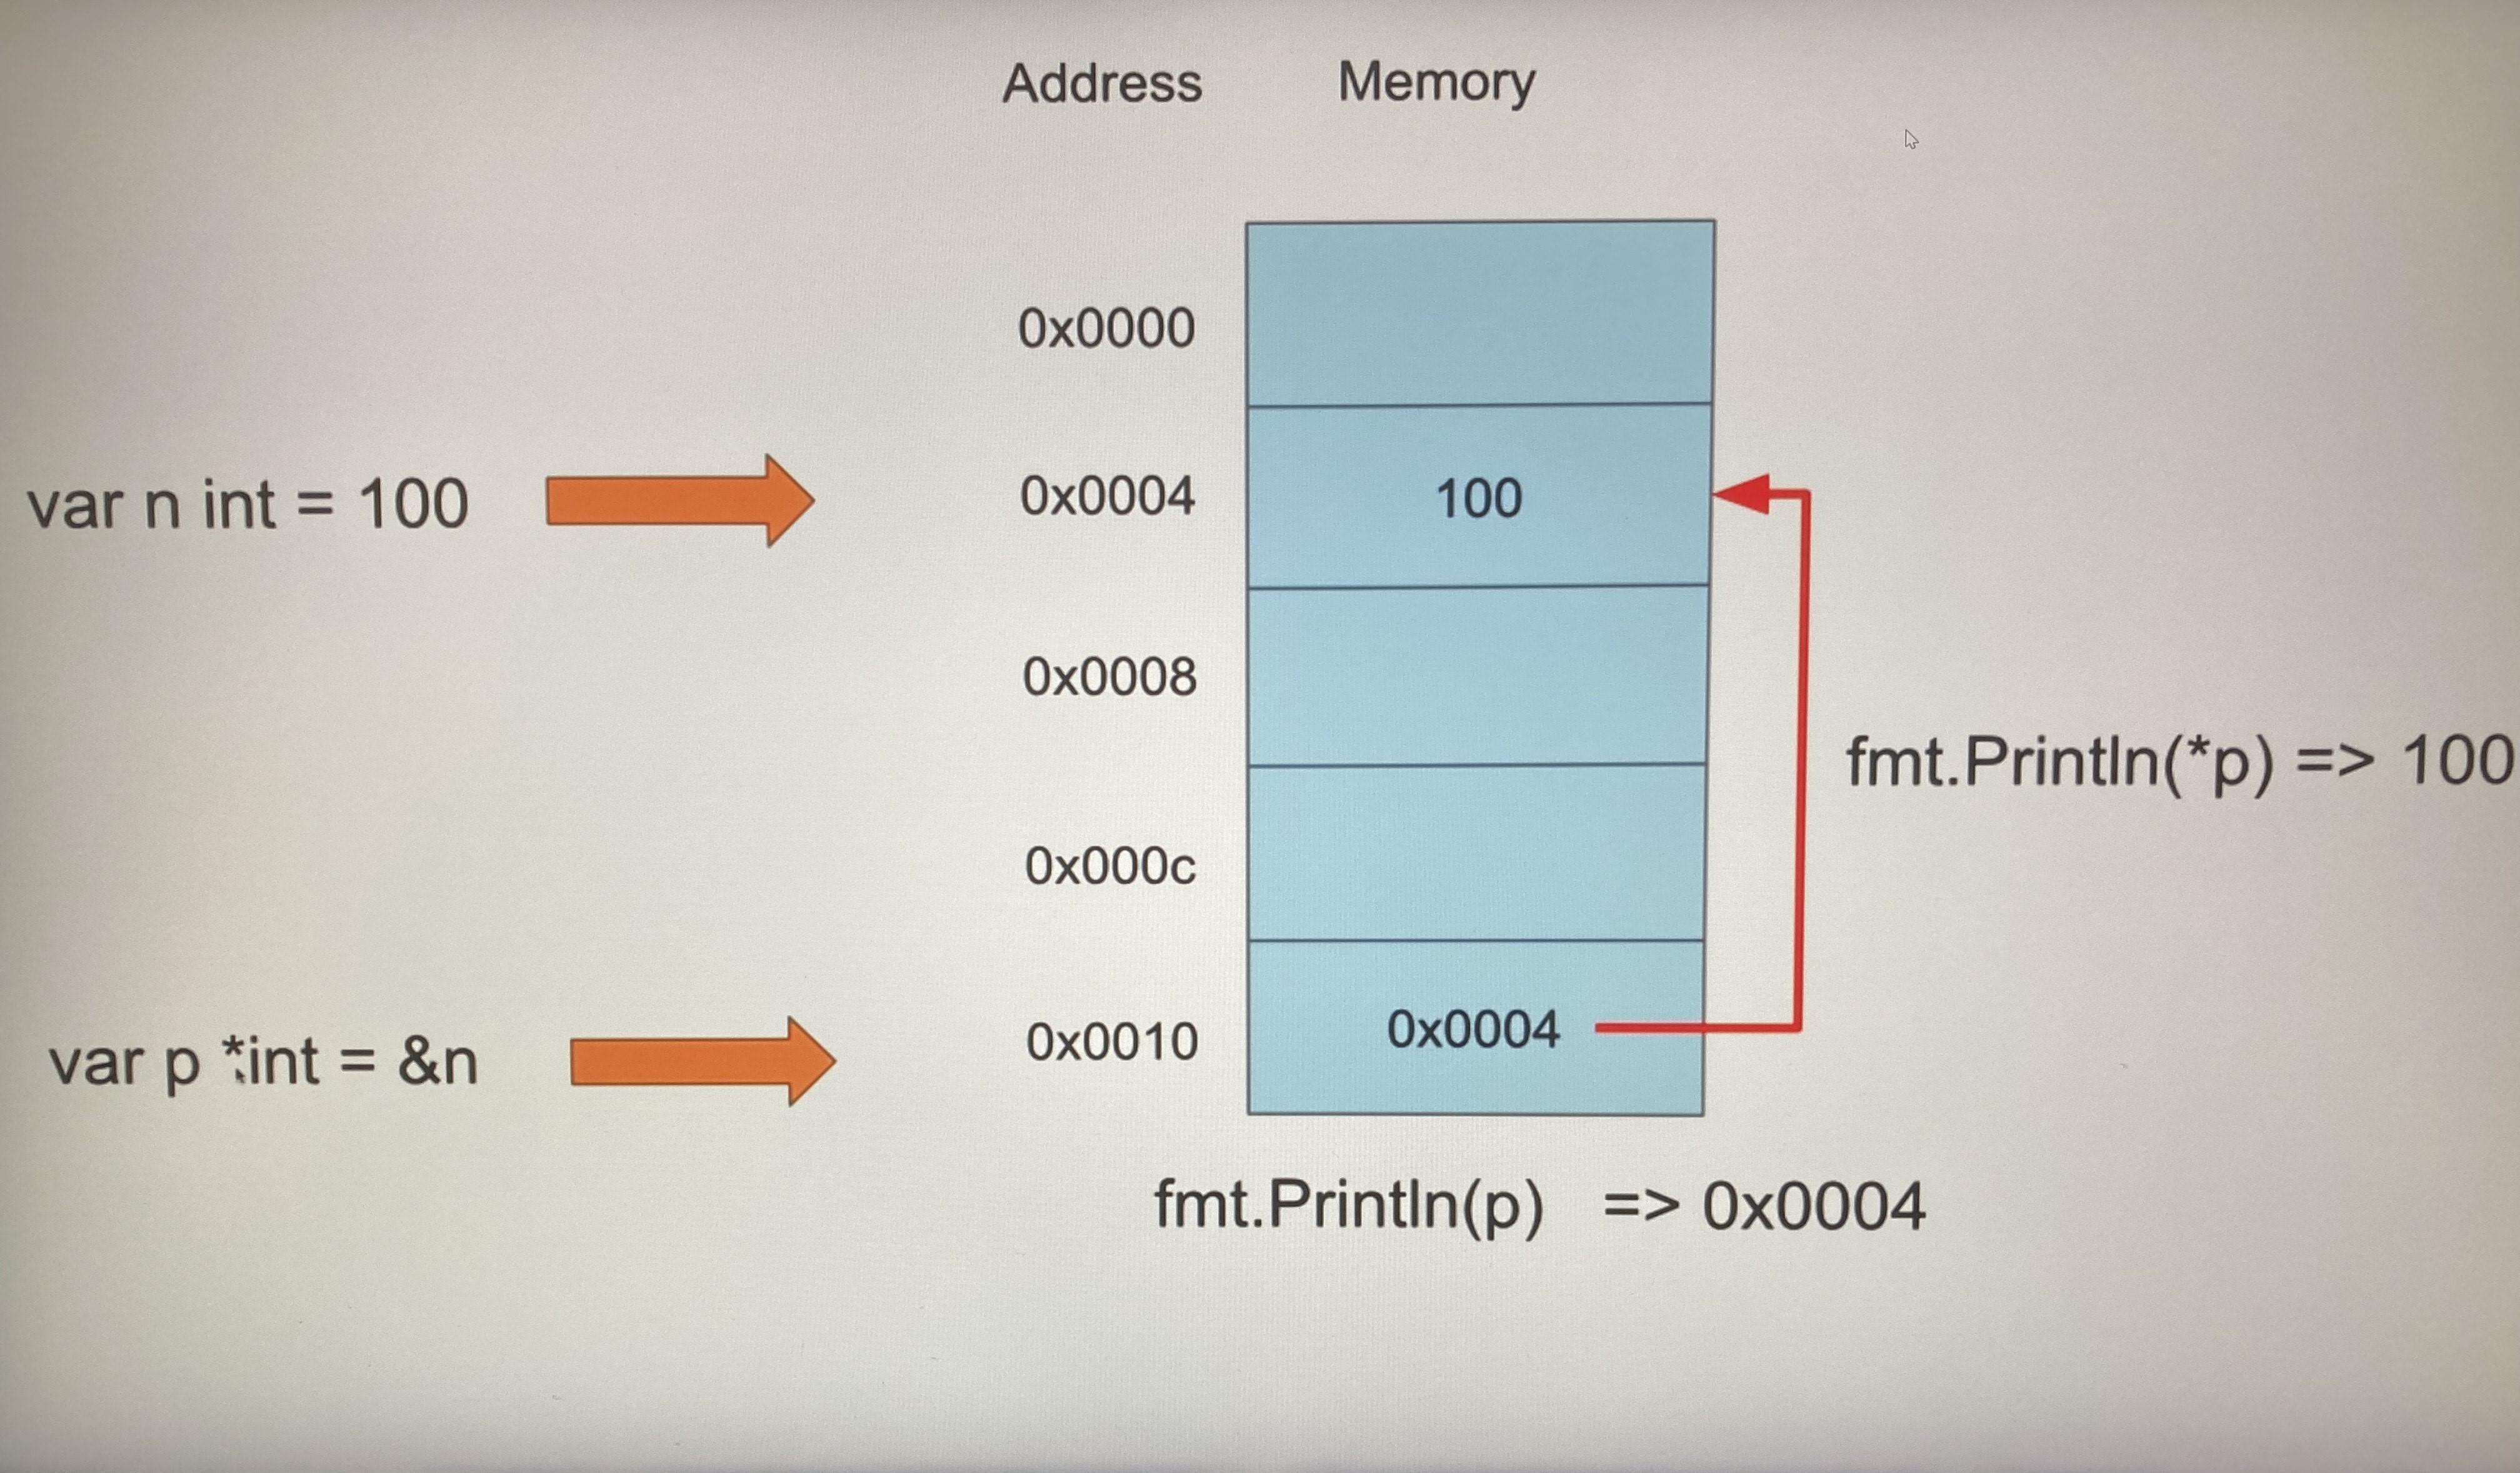 Address Memory
0x0000
var n int = 100 0x0004 100
0x0008
fmt.Println(*p) => 100
0x000c
var p *int = &n 0x0010 0x0004
fmt.Println(p) => 0x0004